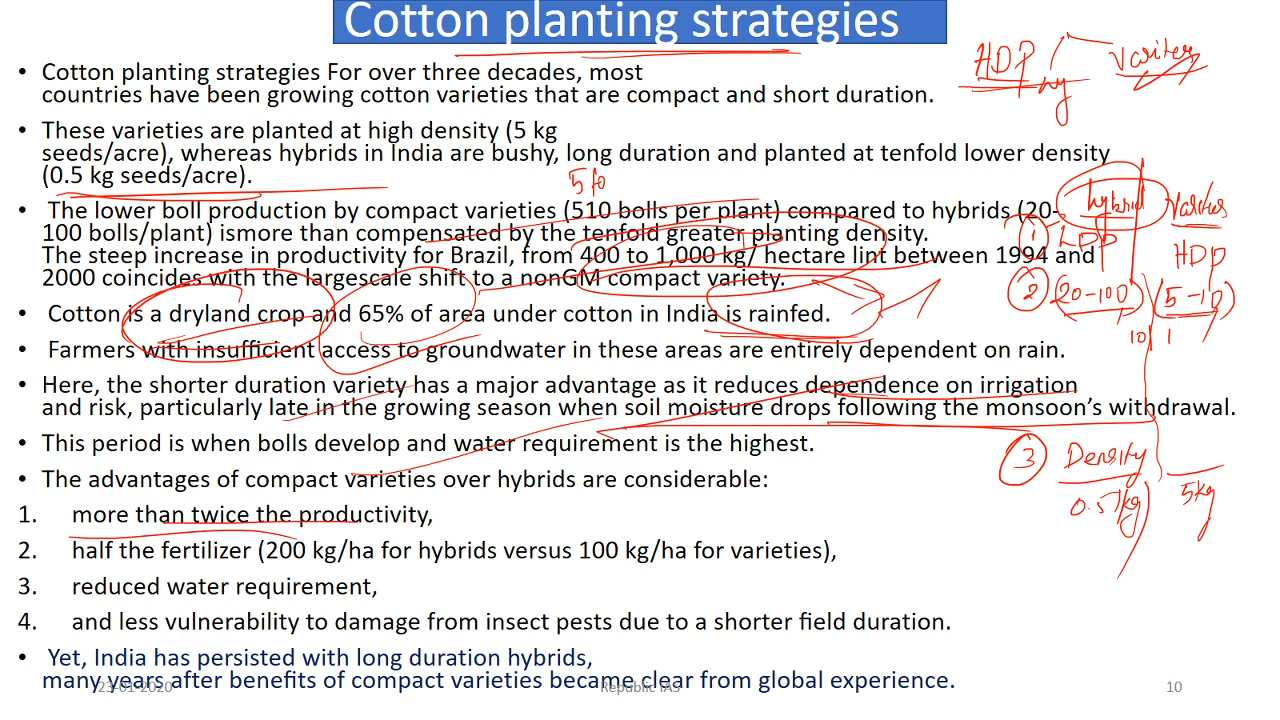 Cotton planting strategies
• Cotton planting strategies For over three decades, most
countries have been growing cotton varieties that are compact and short duration.
• These varieties are planted at high density (5 kg
seeds/acre), whereas hybrids in India are bushy, long duration and planted at tenfold lower density
(0.5 kg seeds/acre).
• The lower boll production by compact varieties (510 bolls per plant) compared to hybrids (20-
100 bolls/plant) ismore than compensated by the tenfold greater planting density.
The steep increase in productivity for Brazil, from 400 to 1,000 kg/ hectare lint between 1994 and
2000 coincides with the largescale shift to a nonGM compact variety.
• Cotton is a dryland crop and 65% of area under cotton in India is rainfed.
• Farmers with insufficient access to groundwater in these areas are entirely dependent on rain.
• Here, the shorter duration variety has a major advantage as it reduces dependence on irrigation
and risk, particularly late in the growing season when soil moisture drops following the monsoon's withdrawal.
• This period is when bolls develop and water requirement is the highest.
• The advantages of compact varieties over hybrids are considerable:
1. more than twice the productivity,
2. half the fertilizer (200 kg/ha for hybrids versus 100 kg/ha for varieties),
3. reduced water requirement,
4. and less vulnerability to damage from insect pests due to a shorter field duration.
• Yet, India has persisted with long duration hybrids,
many years after benefits of compact varieties became clear from global experience.
23-01-2020 Republic IAS 10
HDP
hy
hybrid
1 LDP HDP
2 (20-100) (5-10)
10 1
3 Density
0.5/kg) 5kg